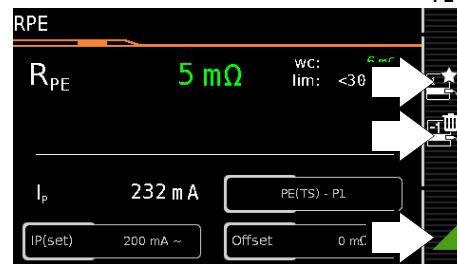 RPE
RPE 5 mΩ wc:
lim: <30
-1
Ip 232 mA PE(TS) - P1
IP(set) 200 mA ~ Offset 0 mΩ